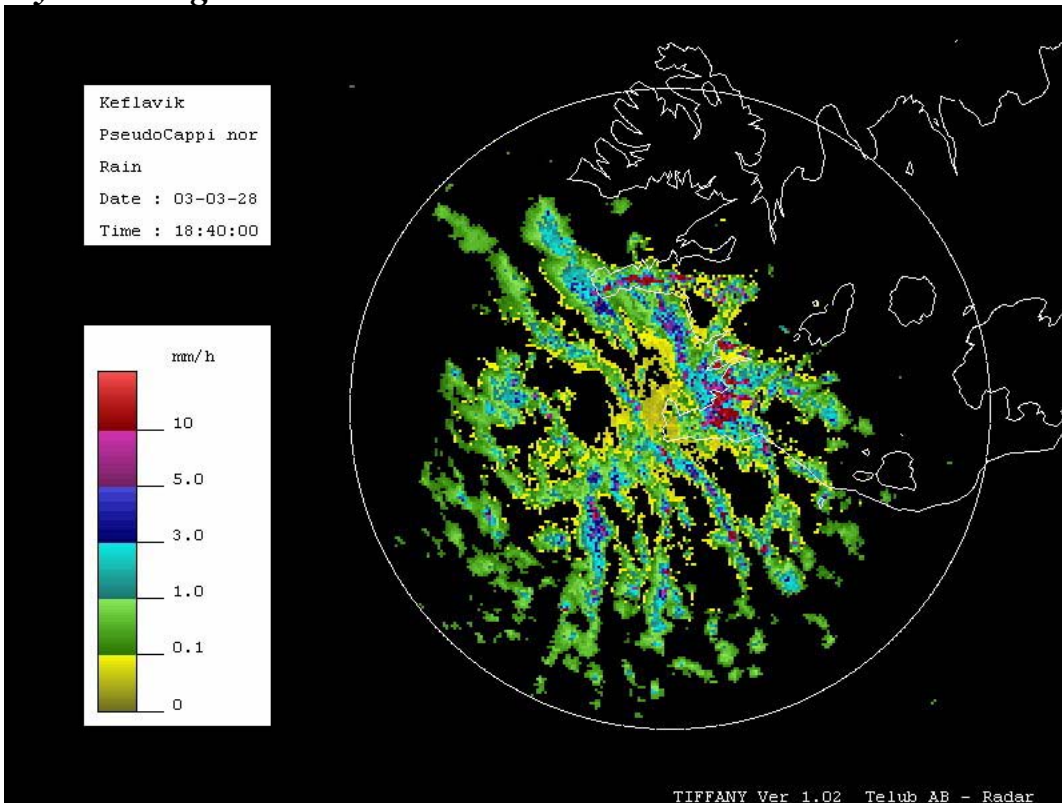 Keflavik
PseudoCappi nor
Rain
Date : 03-03-28
Time : 18:40:00
mm/h
10
5.0
3.0
1.0
0.1
0
TIFFANY Ver 1.02 Telub AB - Radar